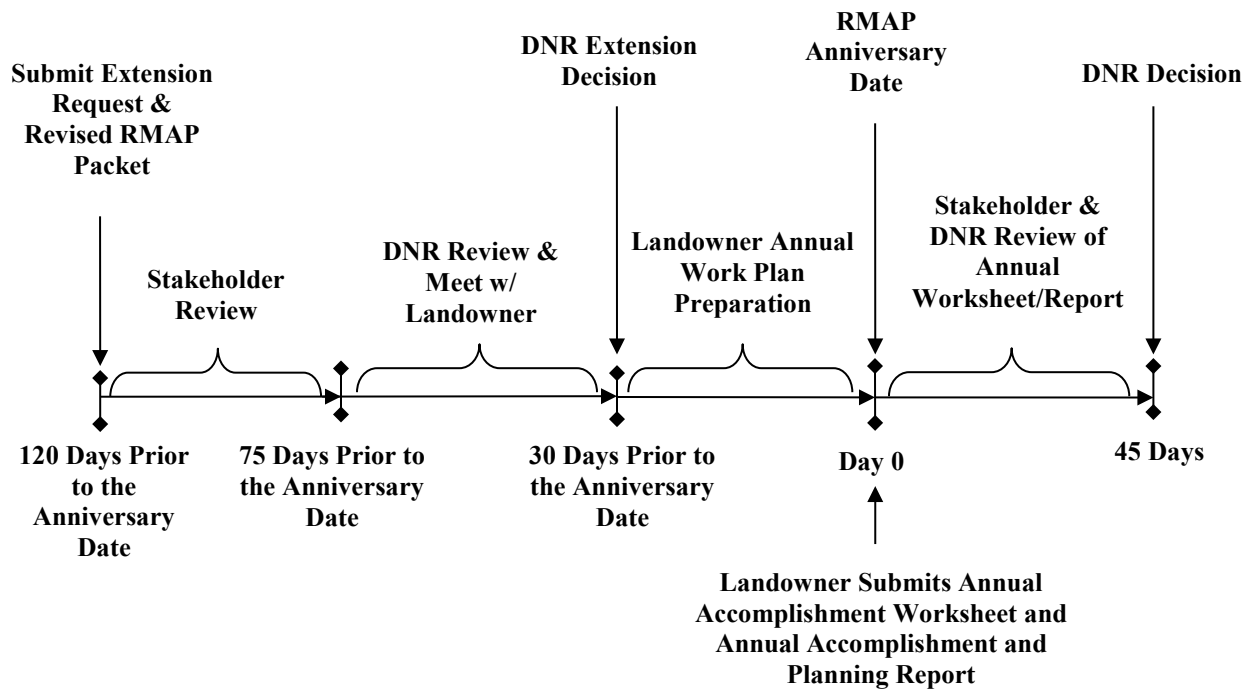 Submit Extension
Request &
Revised RMAP
Packet
DNR Extension
Decision
RMAP
Anniversary
Date
DNR Decision
Stakeholder
Review
DNR Review &
Meet w/
Landowner
Landowner Annual
Work Plan
Preparation
Stakeholder &
DNR Review of
Annual
Worksheet/Report
120 Days Prior
to the
Anniversary
Date
75 Days Prior to
the Anniversary
Date
30 Days Prior to
the Anniversary
Date
Day 0
45 Days
Landowner Submits Annual
Accomplishment Worksheet and
Annual Accomplishment and
Planning Report